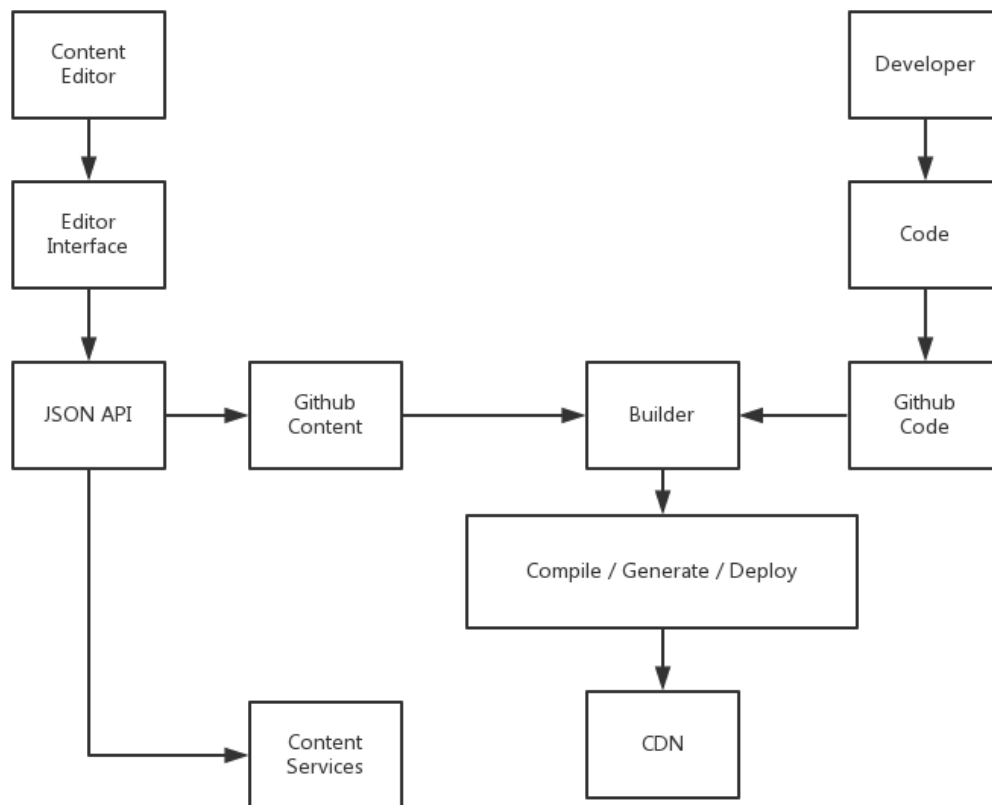 Content
Editor
Developer
Editor
Interface
Code
JSON API
Github
Content
Builder
Github
Code
Compile / Generate / Deploy
Content
Services
CDN